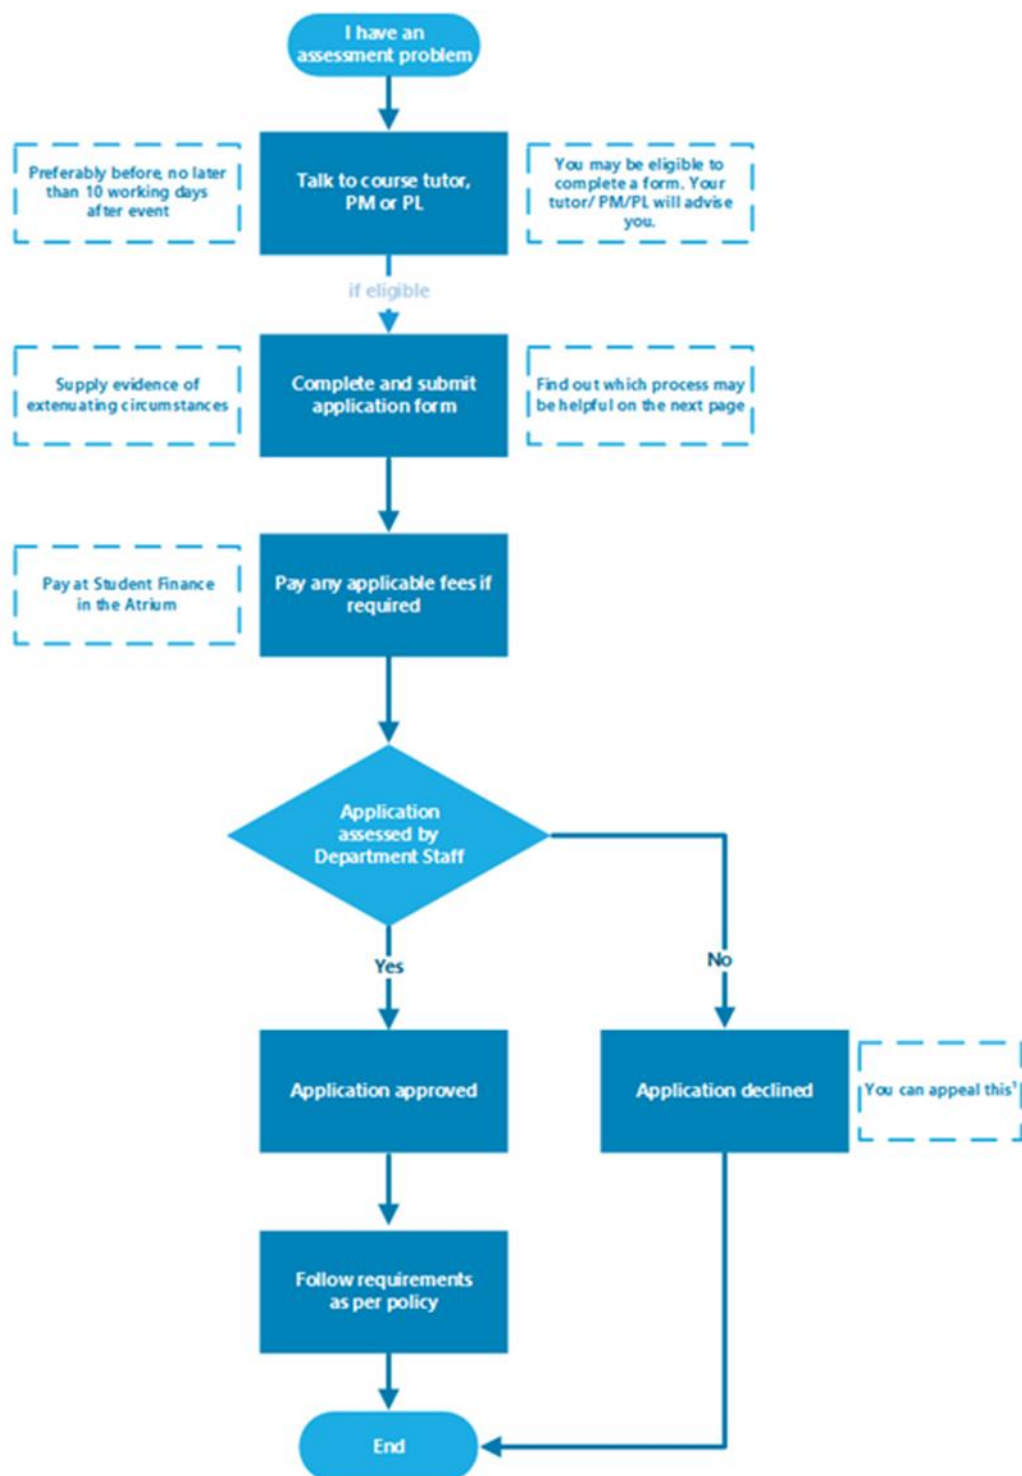 I have an
assessment problem
Preferably before, no later
than 10 working days
after event
Talk to course tutor,
PM or PL
You may be eligible to
complete a form. Your
tutor/ PM/PL will advise
you.
if eligible
Supply evidence of
extenuating circumstances
Complete and submit
application form
Find out which process may
be helpful on the next page
Pay at Student Finance
in the Atrium
Pay any applicable fees if
required
Application
assessed by
Department Staff
Yes
No
Application approved
Application declined
You can appeal this¹
Follow requirements
as per policy
End